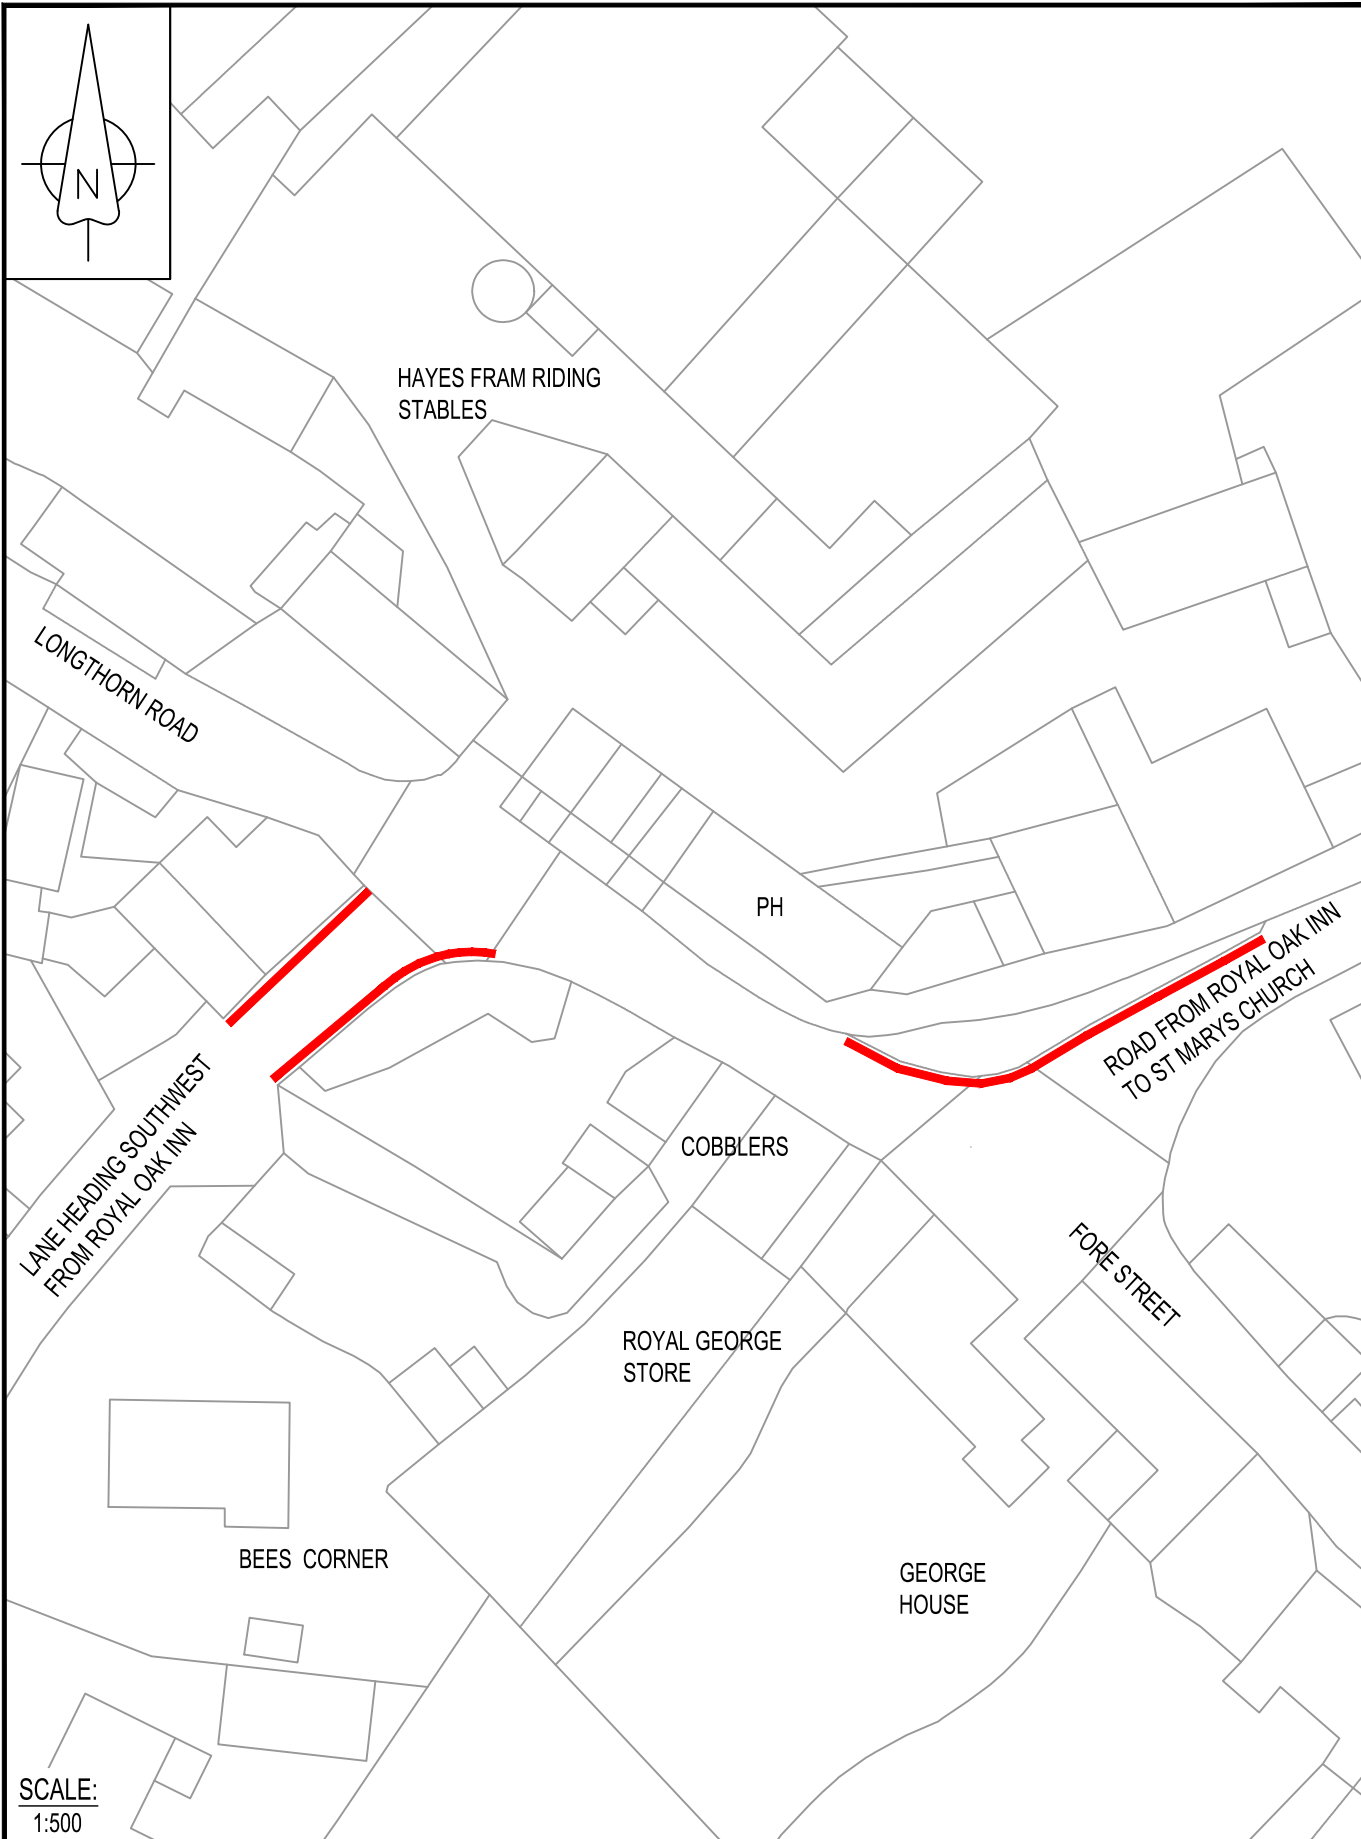 N
HAYES FRAM RIDING
STABLES
LONGTHORN ROAD
PH
ROAD FROM ROYAL OAK INN
TO ST MARYS CHURCH
LANE HEADING SOUTHWEST
FROM ROYAL OAK INN
COBBLERS
FORE STREET
ROYAL GEORGE
STORE
BEES CORNER
GEORGE
HOUSE
SCALE:
1:500